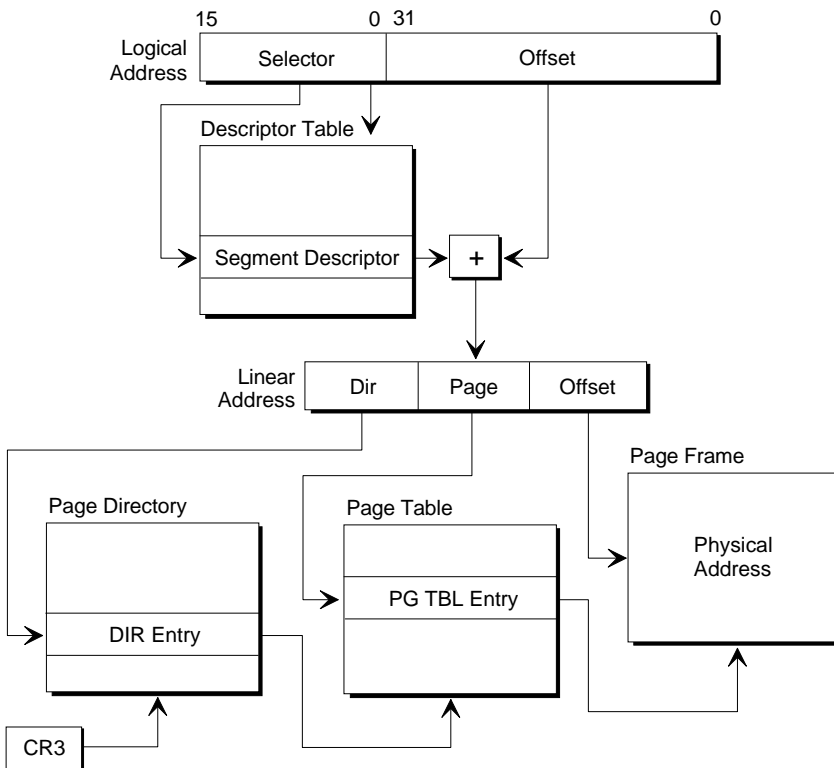 15 0 31 0
Logical
Address
Selector Offset
Descriptor Table
Segment Descriptor +
Linear
Address
Dir Page Offset
Page Frame
Page Directory Page Table
Physical
Address
PG TBL Entry
DIR Entry
CR3